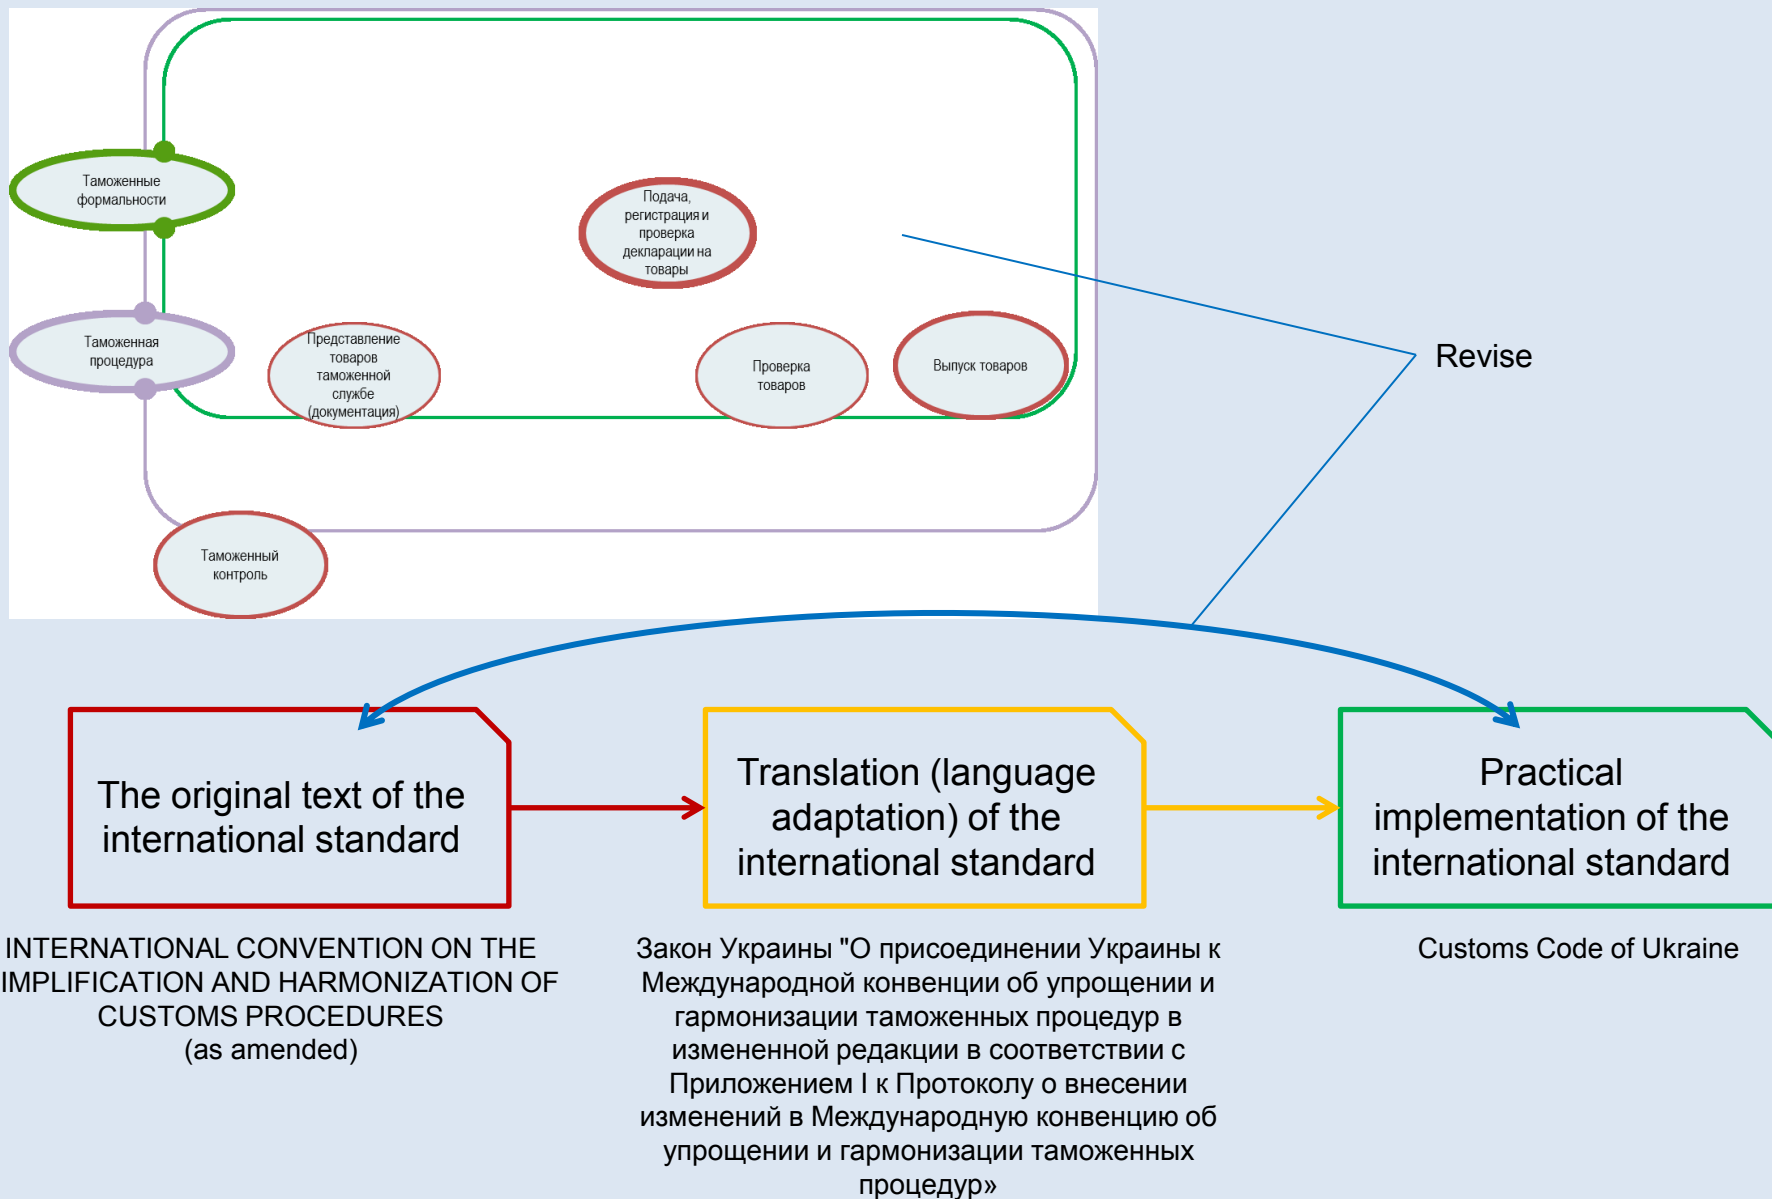 Таможенные
формальности
Подача,
регистрация и
проверка
декларации на
товары
Таможенная
процедура
Представление
товаров
таможенной
службе
(документация)
Проверка
товаров
Выпуск товаров
Revise
Таможенный
контроль
The original text of the
international standard
Translation (language
adaptation) of the
international standard
Practical
implementation of the
international standard
INTERNATIONAL CONVENTION ON THE
IMPLIFICATION AND HARMONIZATION OF
CUSTOMS PROCEDURES
(as amended)
Закон Украины "О присоединении Украины к
Международной конвенции об упрощении и
гармонизации таможенных процедур в
измененной редакции в соответствии с
Приложением I к Протоколу о внесении
изменений в Международную конвенцию об
упрощении и гармонизации таможенных
процедур»
Customs Code of Ukraine